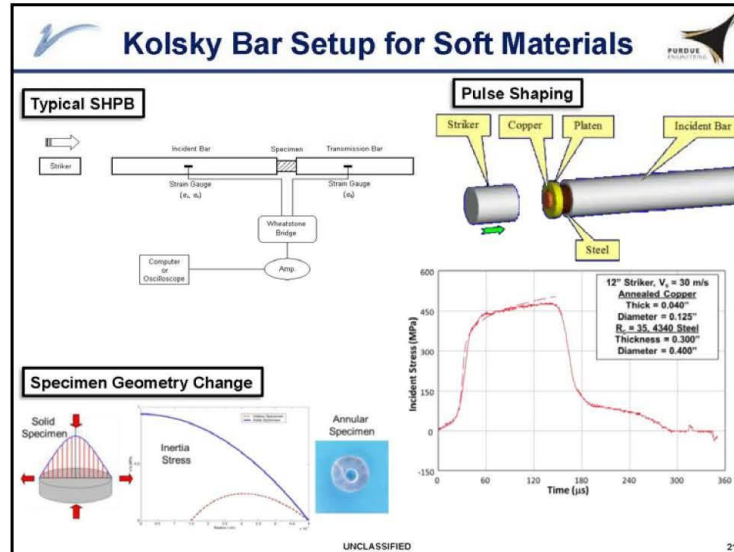 Kolsky Bar Setup for Soft Materials
PURDUE
ENGINEERING
Typical SHPB
Striker
Incident Bar
Specimen
Transmission Bar
Strain Gauge
Strain Gauge
Wheatstone
Bridge
Computer
or
Oscilloscope
Amp.
Pulse Shaping
Striker
Copper
Platen
Incident Bar
Steel
600
450
300
150
0
-150
Incident Stress (MPa)
0
60
120
180
240
300
360
Time (µs)
12" Striker, Vs = 30 m/s
Annealed Copper
Thick = 0.040"
Diameter = 0.125"
Rc = 35, 4340 Steel
Thickness = 0.300"
Diameter = 0.400"
Specimen Geometry Change
Solid
Specimen
Inertia
Stress
Annular
Specimen
UNCLASSIFIED
21